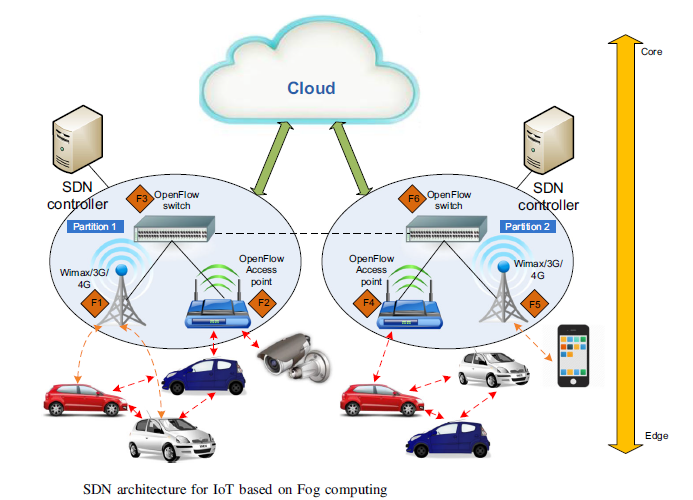 Cloud
Core
SDN
controller
SDN
controller
F3
OpenFlow
switch
F6
OpenFlow
switch
Partition 1
Partition 2
Wimax/3G/
4G
OpenFlow
Access
point
OpenFlow
Access
point
Wimax/3G/
4G
F1
F2
F4
F5
Edge
SDN architecture for IoT based on Fog computing